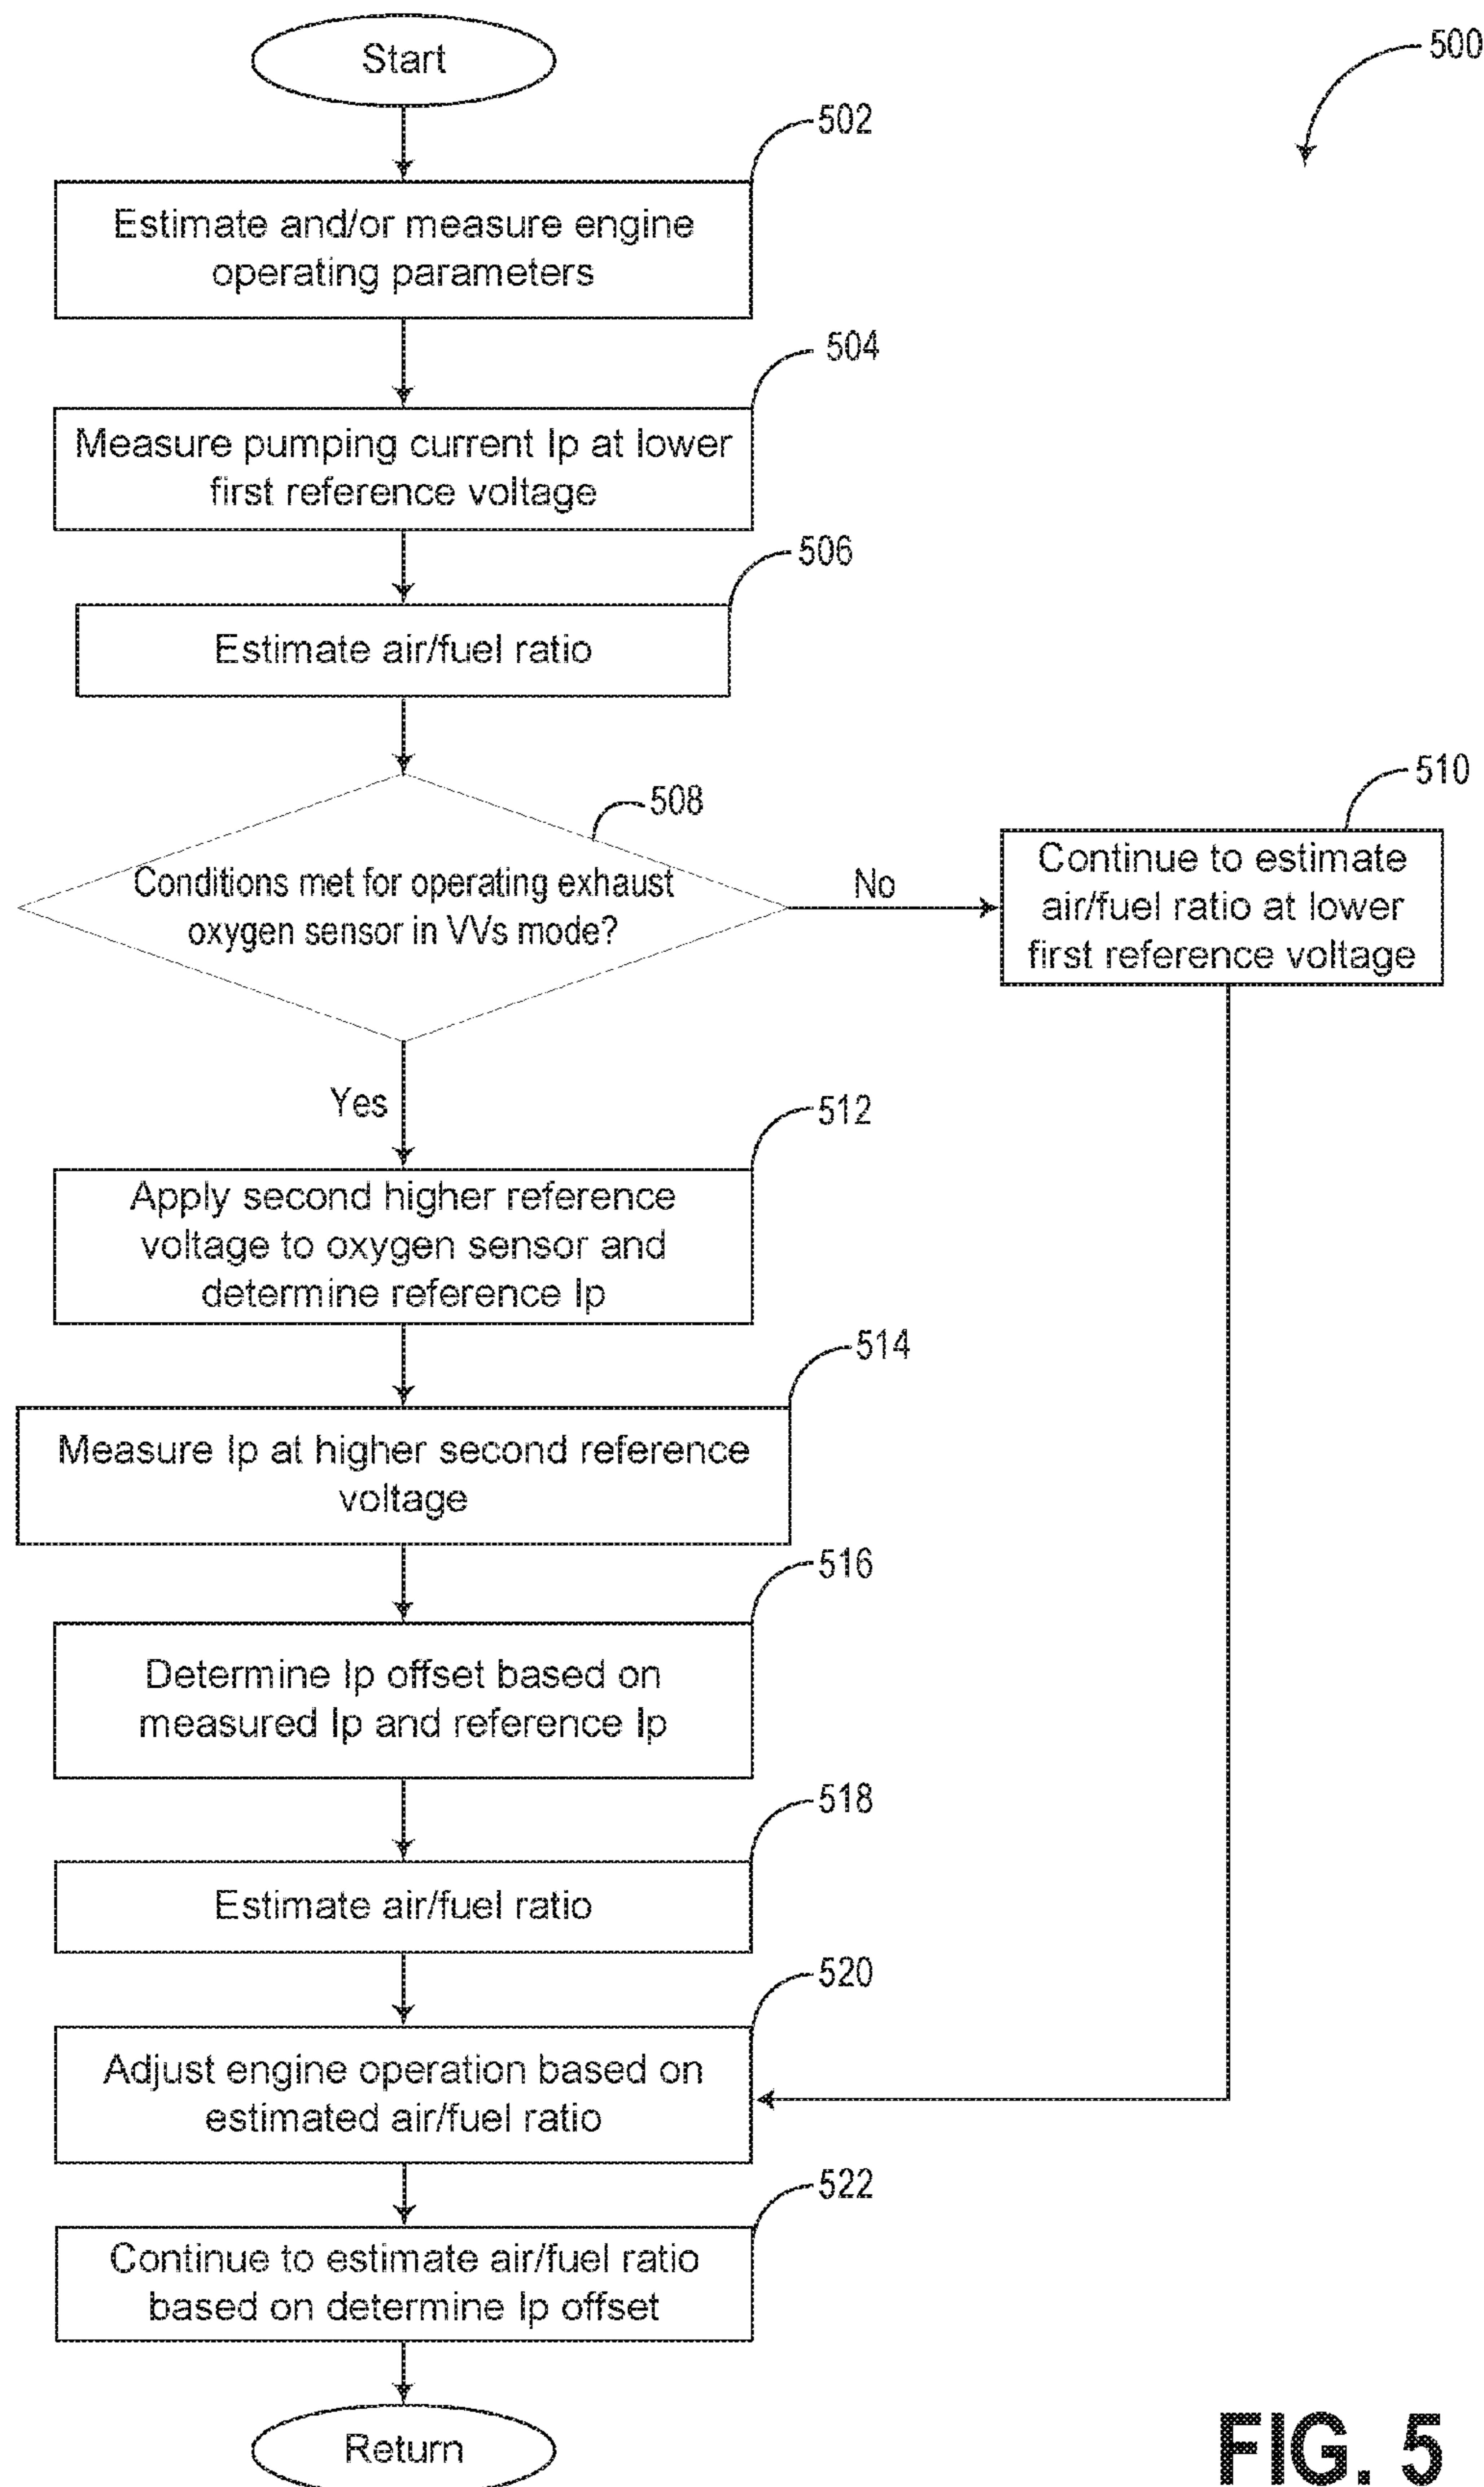 Start
500
502
Estimate and/or measure engine
operating parameters
504
Measure pumping current Ip at lower
first reference voltage
506
Estimate air/fuel ratio
508
Conditions met for operating exhaust
oxygen sensor in VVs mode?
No
510
Continue to estimate
air/fuel ratio at lower
first reference voltage
Yes
512
Apply second higher reference
voltage to oxygen sensor and
determine reference Ip
514
Measure Ip at higher second reference
voltage
516
Determine Ip offset based on
measured Ip and reference Ip
518
Estimate air/fuel ratio
520
Adjust engine operation based on
estimated air/fuel ratio
522
Continue to estimate air/fuel ratio
based on determine Ip offset
Return
FIG. 5